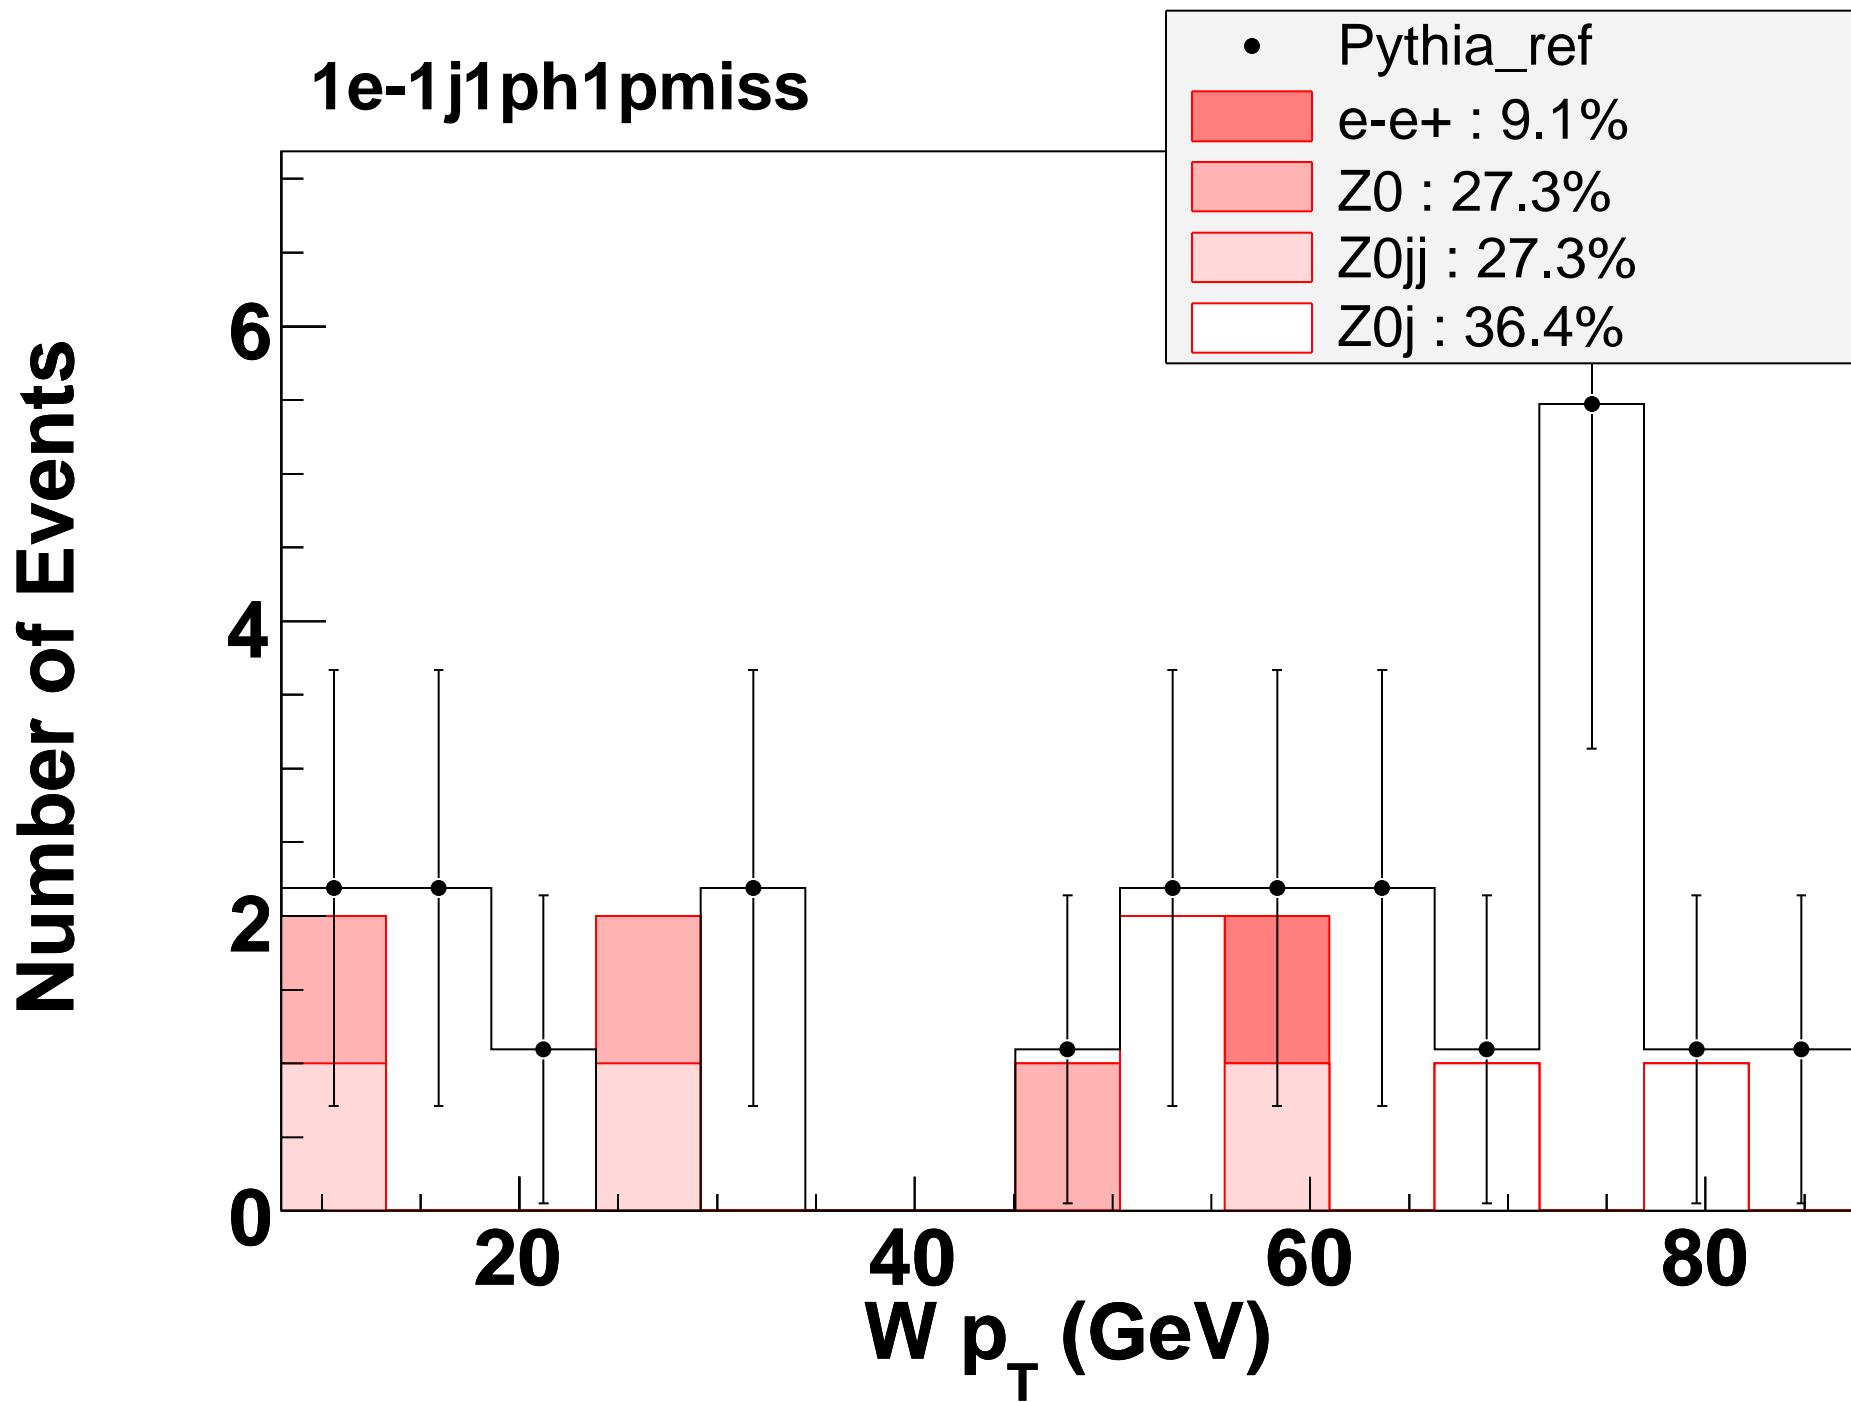 1e-1j1ph1pmiss
Pythia_ref
e-e+ : 9.1%
Z0 : 27.3%
Z0jj : 27.3%
Z0j : 36.4%
Number of Events
6
4
2
0
20 40 60 80
W p_T (GeV)